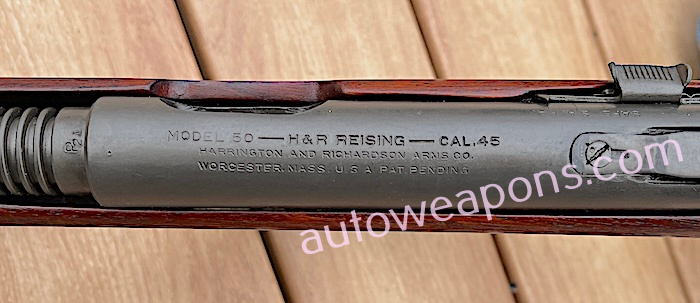 MODEL 50 — H&R REISING — CAL. .45
HARRINGTON AND RICHARDSON ARMS CO.
WORCESTER, MASS. U S A PAT. PENDING
autoweapons.com